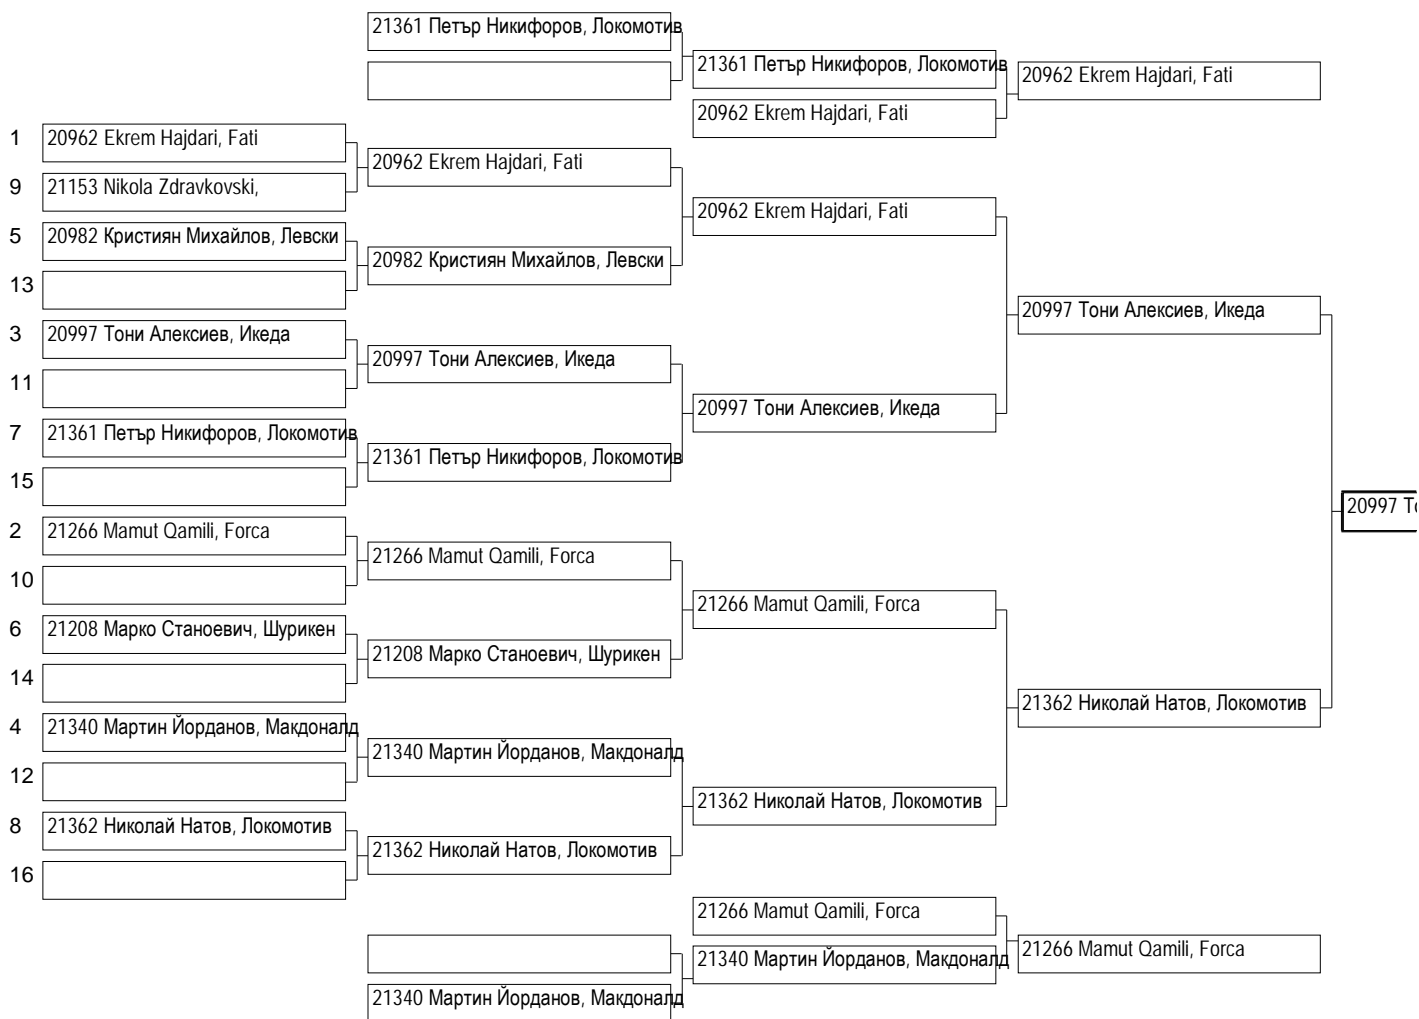 21361 Петър Никифоров, Локомотив
21361 Петър Никифоров, Локомотив
20962 Ekrem Hajdari, Fati
20962 Ekrem Hajdari, Fati
1 20962 Ekrem Hajdari, Fati
20962 Ekrem Hajdari, Fati
9 21153 Nikola Zdravkovski,
20962 Ekrem Hajdari, Fati
5 20982 Кристиян Михайлов, Левски
20982 Кристиян Михайлов, Левски
13
20997 Тони Алексиев, Икеда
3 20997 Тони Алексиев, Икеда
20997 Тони Алексиев, Икеда
11
20997 Тони Алексиев, Икеда
7 21361 Петър Никифоров, Локомотив
21361 Петър Никифоров, Локомотив
15
20997
2 21266 Mamut Qamili, Forca
21266 Mamut Qamili, Forca
10
21266 Mamut Qamili, Forca
6 21208 Марко Станоевич, Шурикен
21208 Марко Станоевич, Шурикен
14
21362 Николай Натов, Локомотив
4 21340 Мартин Йорданов, Макдоналд
21340 Мартин Йорданов, Макдоналд
12
21362 Николай Натов, Локомотив
8 21362 Николай Натов, Локомотив
21362 Николай Натов, Локомотив
16
21266 Mamut Qamili, Forca
21340 Мартин Йорданов, Макдоналд
21266 Mamut Qamili, Forca
21340 Мартин Йорданов, Макдоналд